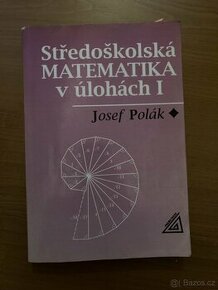 Středoškolská
MATEMATIKA
v úlohách I
Josef Polák
Bazos.cz